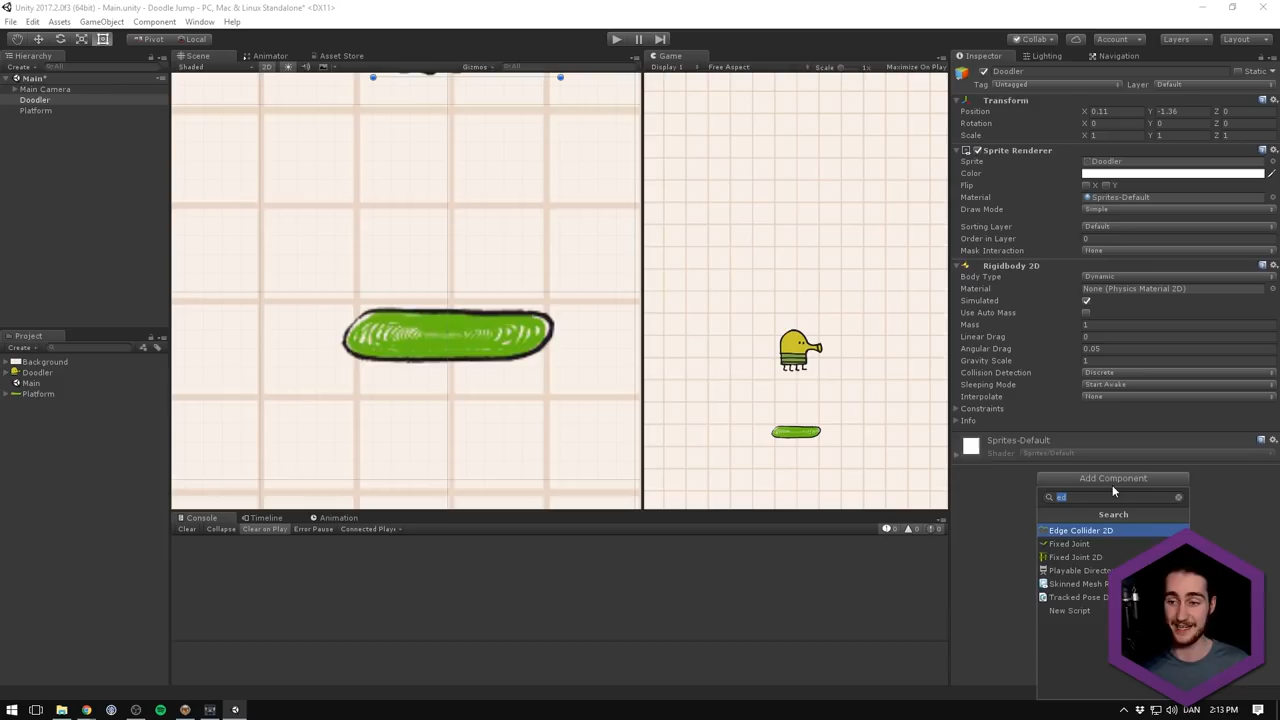 Unity 2017.2.0f3 (64bit) - Main.unity - Doodle Jump - PC, Mac & Linux Standalone* <DX11>
File Edit Assets GameObject Component Window Help
Pivot Local Collab Account Layers Layout
Hierarchy Scene Animator Asset Store Game Inspector Lighting Navigation
Create All Shaded 2D Gizmos All Display 1 Free Aspect Scale 1x Maximize On Play
Main*
Main Camera
Doodler
Platform
Doodler Static
Tag Untagged Layer Default
Transform
Position X 0.11 Y -1.36 Z 0
Rotation X 0 Y 0 Z 0
Scale X 1 Y 1 Z 1
Sprite Renderer
Sprite Doodler
Color
Flip X Y
Material Sprites-Default
Draw Mode Simple
Sorting Layer Default
Order in Layer 0
Mask Interaction None
Rigidbody 2D
Body Type Dynamic
Material None (Physics Material 2D)
Simulated
Use Auto Mass
Mass 1
Linear Drag 0
Angular Drag 0.05
Gravity Scale 1
Collision Detection Discrete
Sleeping Mode Start Awake
Interpolate None
Constraints
Info
Sprites-Default
Shader Sprites/Default
Add Component
ed
Search
Edge Collider 2D
Fixed Joint
Fixed Joint 2D
Playable Directo
Skinned Mesh R
Tracked Pose D
New Script
Project
Create
Background
Doodler
Main
Platform
Console Timeline Animation
Clear Collapse Clear on Play Error Pause Connected Play 0 0 0
DAN 2:13 PM